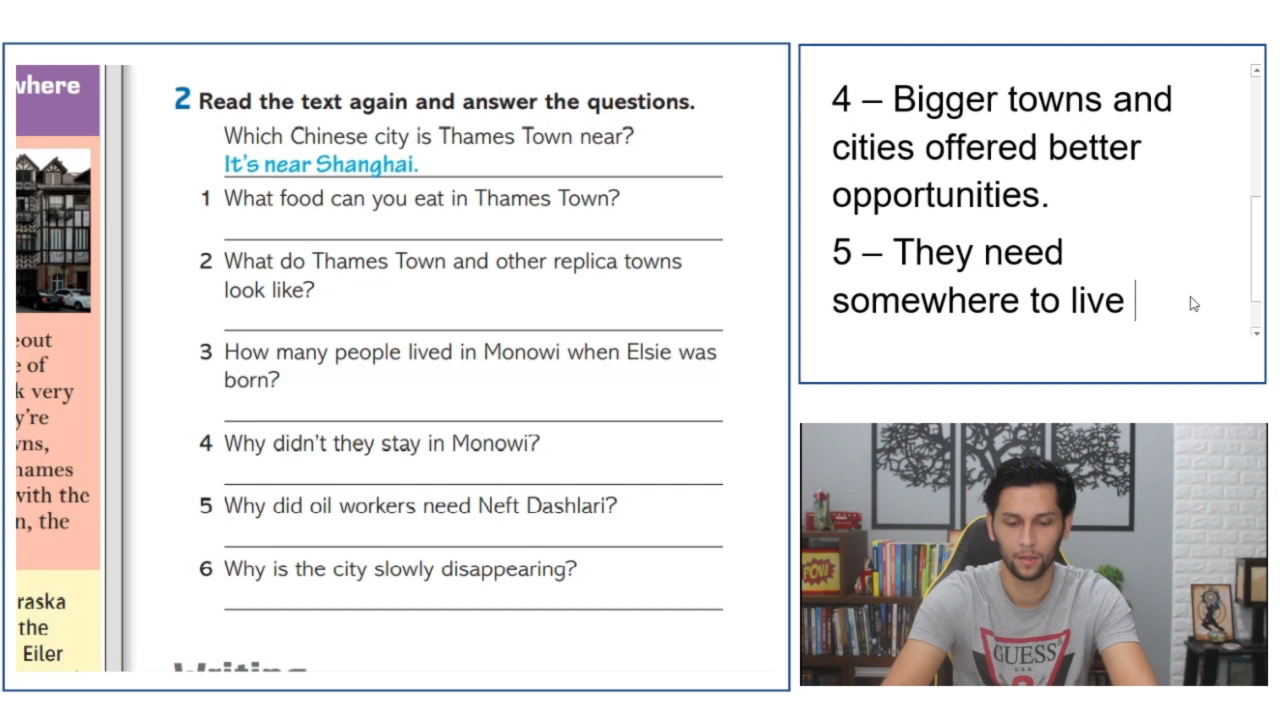 where
eout
e of
k very
y're
vns,
names
with the
n, the
raska
the
Eiler
2 Read the text again and answer the questions.
Which Chinese city is Thames Town near?
It's near Shanghai.
1 What food can you eat in Thames Town?
2 What do Thames Town and other replica towns
look like?
3 How many people lived in Monowi when Elsie was
born?
4 Why didn't they stay in Monowi?
5 Why did oil workers need Neft Dashlari?
6 Why is the city slowly disappearing?
Writing
4 – Bigger towns and
cities offered better
opportunities.
5 – They need
somewhere to live
POW!
GUESS
U.S.A.